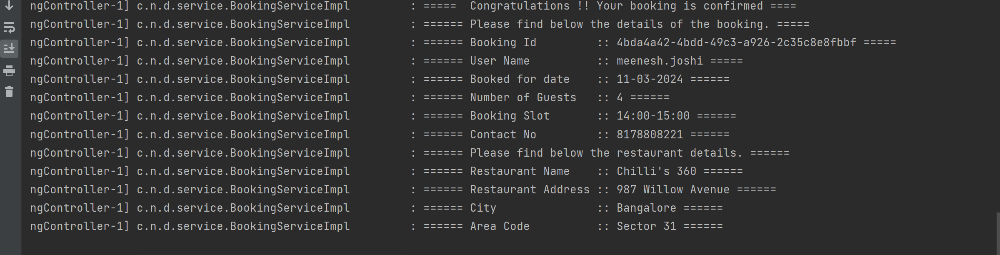 ngController-1] c.n.d.service.BookingServiceImpl         : =====  Congratulations !! Your booking is confirmed ====
ngController-1] c.n.d.service.BookingServiceImpl         : ====== Please find below the details of the booking. =====
ngController-1] c.n.d.service.BookingServiceImpl         : ====== Booking Id         :: 4bda4a42-4bdd-49c3-a926-2c35c8e8fbbf =====
ngController-1] c.n.d.service.BookingServiceImpl         : ====== User Name          :: meenesh.joshi =====
ngController-1] c.n.d.service.BookingServiceImpl         : ====== Booked for date    :: 11-03-2024 ======
ngController-1] c.n.d.service.BookingServiceImpl         : ====== Number of Guests   :: 4 ======
ngController-1] c.n.d.service.BookingServiceImpl         : ====== Booking Slot       :: 14:00-15:00 ======
ngController-1] c.n.d.service.BookingServiceImpl         : ====== Contact No         :: 8178808221 ======
ngController-1] c.n.d.service.BookingServiceImpl         : ====== Please find below the restaurant details. ======
ngController-1] c.n.d.service.BookingServiceImpl         : ====== Restaurant Name    :: Chilli's 360 ======
ngController-1] c.n.d.service.BookingServiceImpl         : ====== Restaurant Address :: 987 Willow Avenue ======
ngController-1] c.n.d.service.BookingServiceImpl         : ====== City               :: Bangalore ======
ngController-1] c.n.d.service.BookingServiceImpl         : ====== Area Code          :: Sector 31 ======